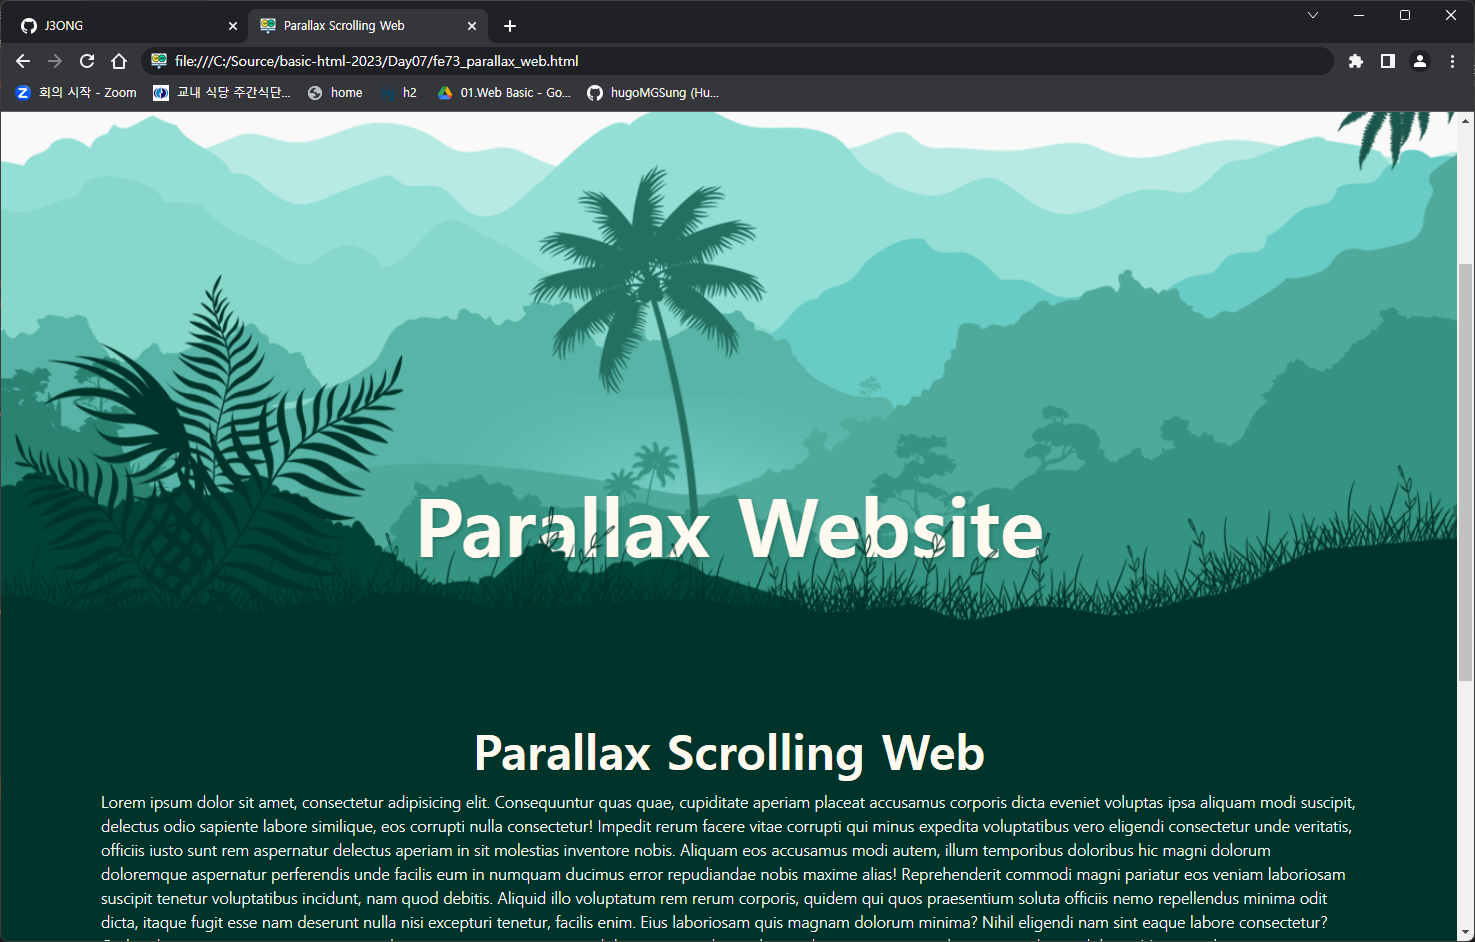 J3ONG
Parallax Scrolling Web
file:///C:/Source/basic-html-2023/Day07/fe73_parallax_web.html
회의 시작 - Zoom
교내 식당 주간식단...
home
h2
01.Web Basic - Go...
hugoMGSung (Hu...
Parallax Website
Parallax Scrolling Web
Lorem ipsum dolor sit amet, consectetur adipisicing elit. Consequuntur quas quae, cupiditate aperiam placeat accusamus corporis dicta eveniet voluptas ipsa aliquam modi suscipit,
delectus odio sapiente labore similique, eos corrupti nulla consectetur! Impedit rerum facere vitae corrupti qui minus expedita voluptatibus vero eligendi consectetur unde veritatis,
officiis iusto sunt rem aspernatur delectus aperiam in sit molestias inventore nobis. Aliquam eos accusamus modi autem, illum temporibus doloribus hic magni dolorum
doloremque aspernatur perferendis unde facilis eum in numquam ducimus error repudiandae nobis maxime alias! Reprehenderit commodi magni pariatur eos veniam laboriosam
suscipit tenetur voluptatibus incidunt, nam quod debitis. Aliquid illo voluptatum rem rerum corporis, quidem qui quos praesentium soluta officiis nemo repellendus minima odit
dicta, itaque fugit esse nam deserunt nulla nisi excepturi tenetur, facilis enim. Eius laboriosam quis magnam dolorum minima? Nihil eligendi nam sint eaque labore consectetur?